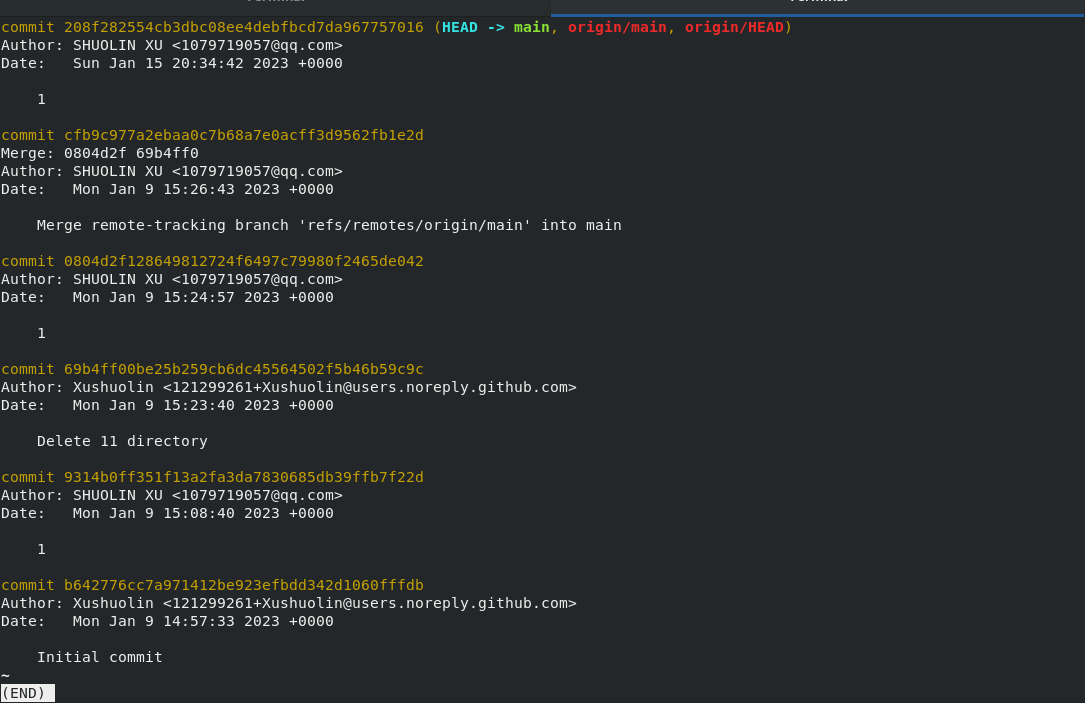 commit 208f282554cb3dbc08ee4debfbcd7da967757016 (HEAD -> main, origin/main, origin/HEAD)
Author: SHUOLIN XU <1079719057@qq.com>
Date:   Sun Jan 15 20:34:42 2023 +0000
1
commit cfb9c977a2ebaa0c7b68a7e0acff3d9562fb1e2d
Merge: 0804d2f 69b4ff0
Author: SHUOLIN XU <1079719057@qq.com>
Date:   Mon Jan 9 15:26:43 2023 +0000
Merge remote-tracking branch 'refs/remotes/origin/main' into main
commit 0804d2f128649812724f6497c79980f2465de042
Author: SHUOLIN XU <1079719057@qq.com>
Date:   Mon Jan 9 15:24:57 2023 +0000
1
commit 69b4ff00be25b259cb6dc45564502f5b46b59c9c
Author: Xushuolin <121299261+Xushuolin@users.noreply.github.com>
Date:   Mon Jan 9 15:23:40 2023 +0000
Delete 11 directory
commit 9314b0ff351f13a2fa3da7830685db39ffb7f22d
Author: SHUOLIN XU <1079719057@qq.com>
Date:   Mon Jan 9 15:08:40 2023 +0000
1
commit b642776cc7a971412be923efbdd342d1060fffdb
Author: Xushuolin <121299261+Xushuolin@users.noreply.github.com>
Date:   Mon Jan 9 14:57:33 2023 +0000
Initial commit
~
(END)